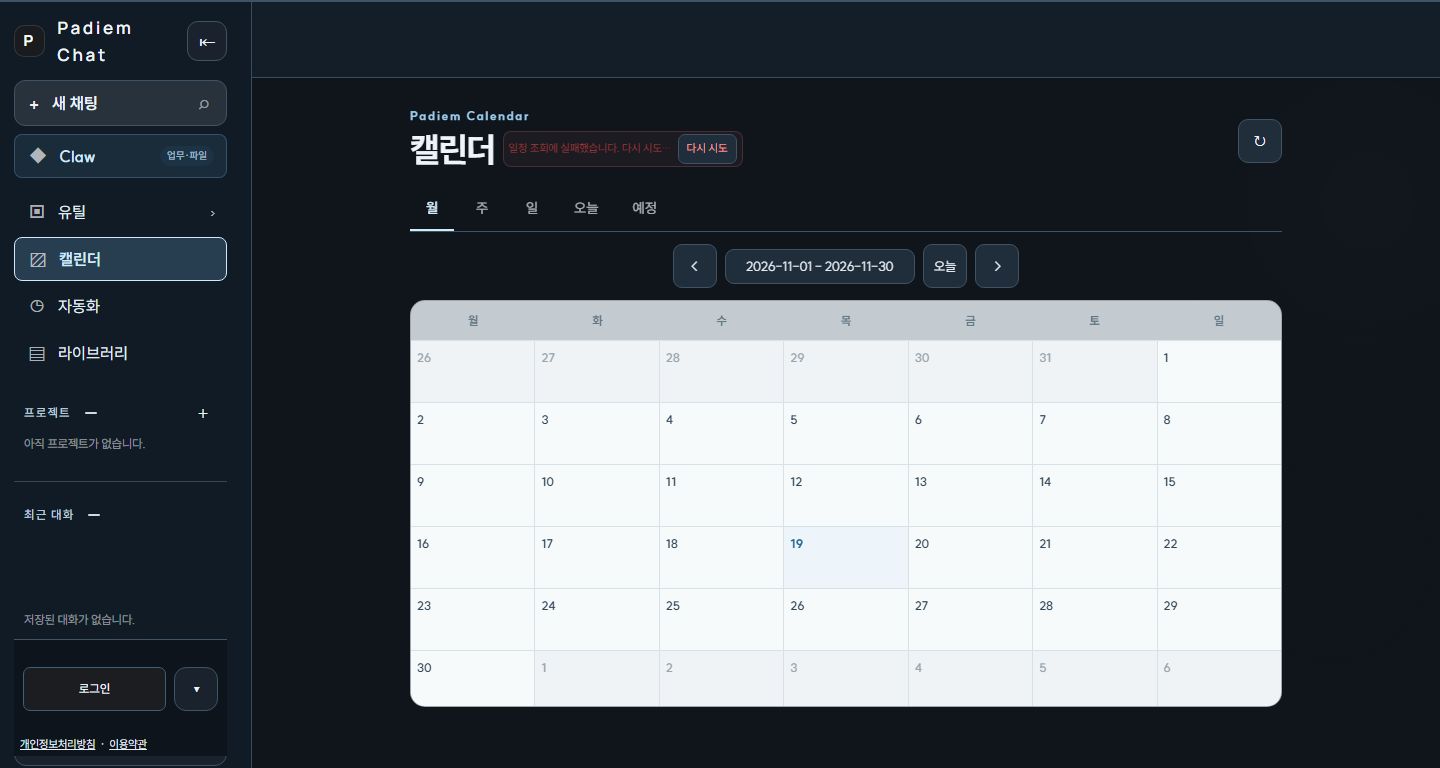 P
Padiem
Chat
+ 새 채팅
Claw 업무·파일
유틸
캘린더
자동화
라이브러리
프로젝트 — +
아직 프로젝트가 없습니다.
최근 대화 —
저장된 대화가 없습니다.
로그인
개인정보처리방침 · 이용약관
Padiem Calendar
캘린더 일정 조회에 실패했습니다. 다시 시도… 다시 시도
월 주 일 오늘 예정
2026-11-01 – 2026-11-30 오늘
월 화 수 목 금 토 일
26 27 28 29 30 31 1
2 3 4 5 6 7 8
9 10 11 12 13 14 15
16 17 18 19 20 21 22
23 24 25 26 27 28 29
30 1 2 3 4 5 6